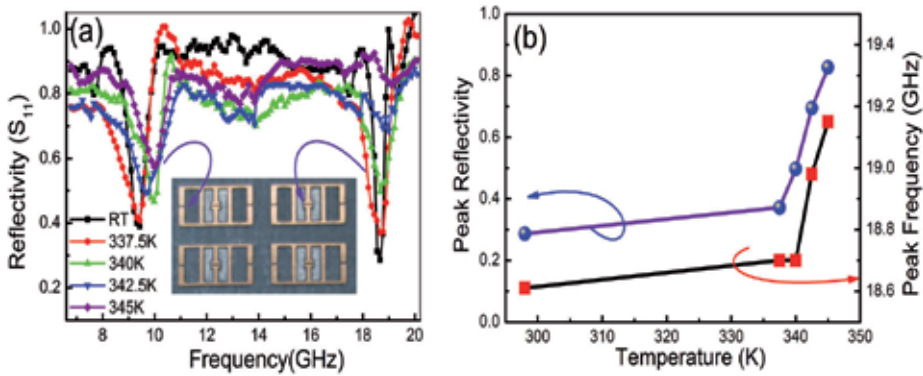 (a)
Reflectivity (S11)
1.0
0.8
0.6
0.4
0.2
RT
337.5K
340K
342.5K
345K
8 10 12 14 16 18 20
Frequency(GHz)
(b)
Peak Reflectivity
1.0
0.8
0.6
0.4
0.2
0.0
300 310 320 330 340 350
Temperature (K)
19.4
19.2
19.0
18.8
18.6
Peak Frequency
(GHz)